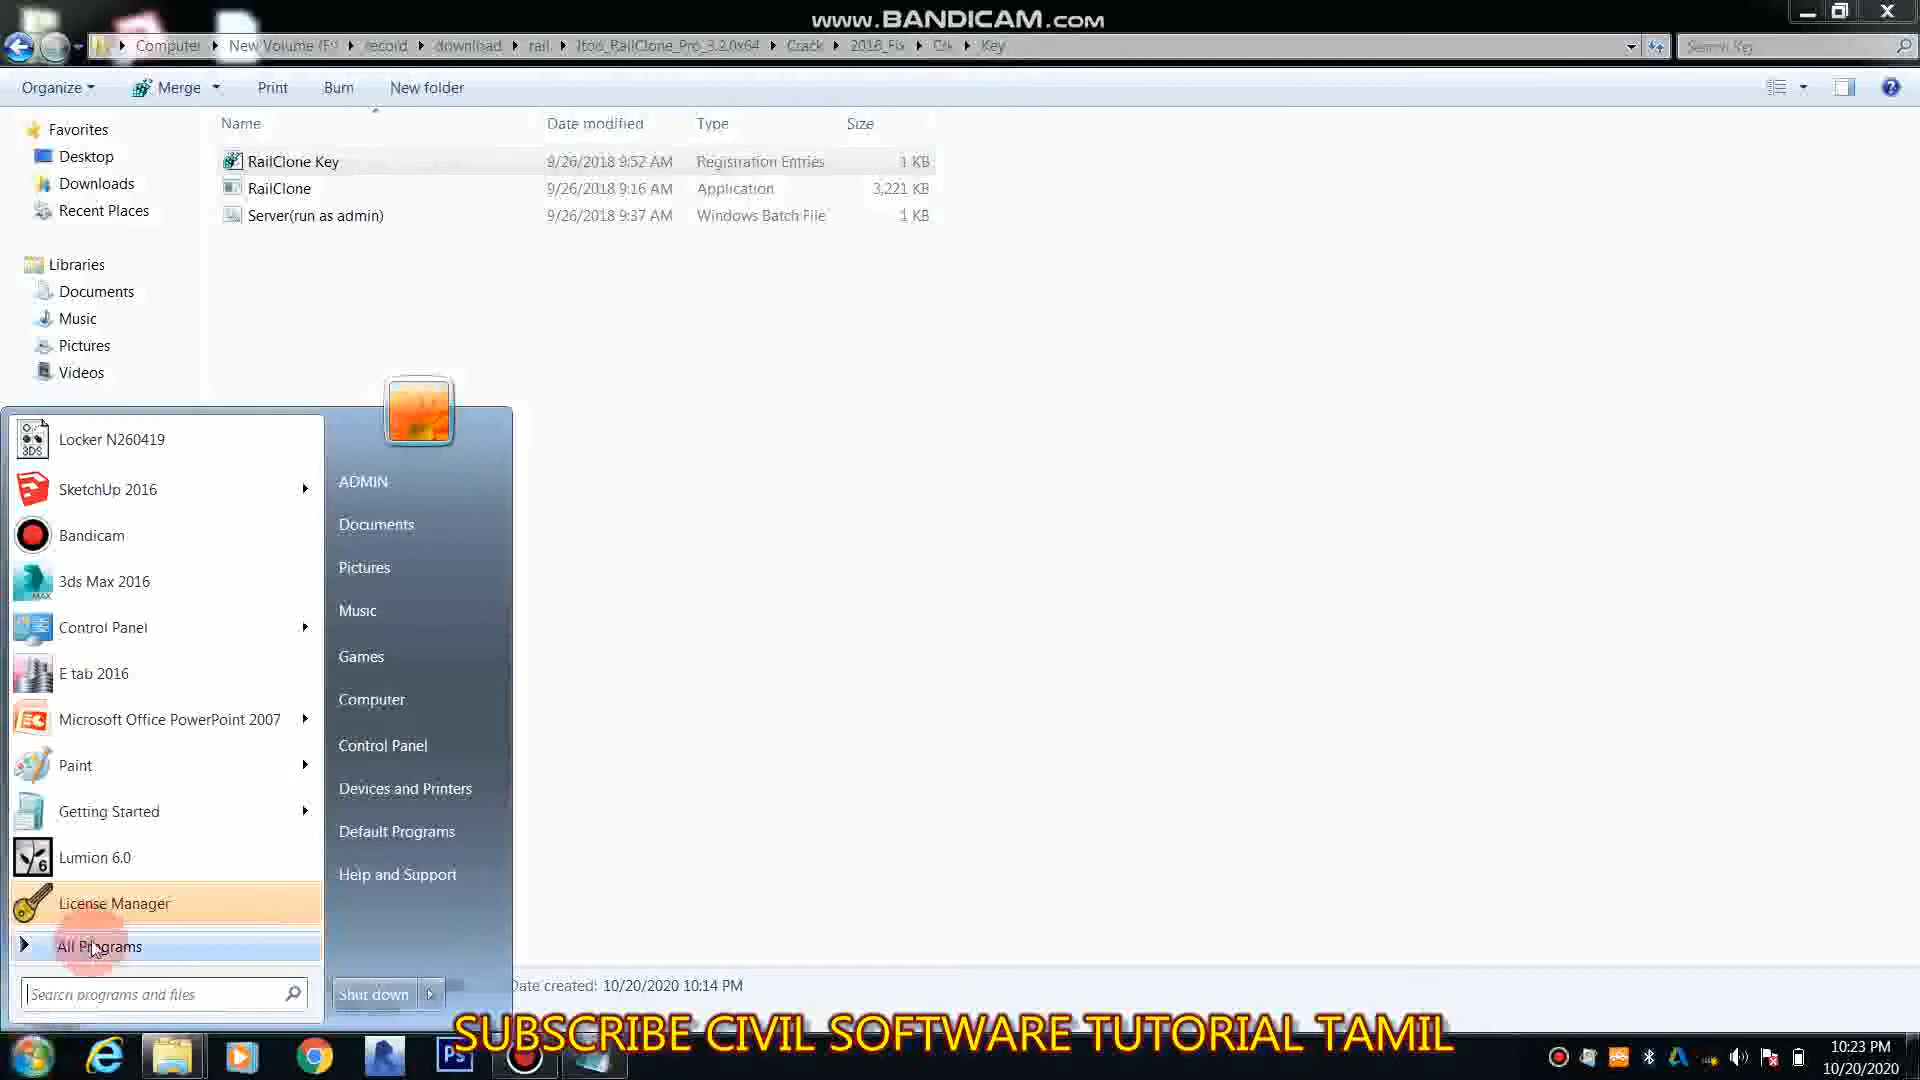 www.BANDICAM.com
Computer New Volume (F:) record download rail Itoo_RailClone_Pro_3.2.0x64 Crack 2016_Fix Crk Key Search Key
Organize Merge Print Burn New folder
Name Date modified Type Size
RailClone Key 9/26/2018 9:52 AM Registration Entries 1 KB
RailClone 9/26/2018 9:16 AM Application 3,221 KB
Server(run as admin) 9/26/2018 9:37 AM Windows Batch File 1 KB
Favorites
Desktop
Downloads
Recent Places
Libraries
Documents
Music
Pictures
Videos
Locker N260419
SketchUp 2016
Bandicam
3ds Max 2016
Control Panel
E tab 2016
Microsoft Office PowerPoint 2007
Paint
Getting Started
Lumion 6.0
License Manager
All Programs
Search programs and files
ADMIN
Documents
Pictures
Music
Games
Computer
Control Panel
Devices and Printers
Default Programs
Help and Support
Shut down
Date created: 10/20/2020 10:14 PM
SUBSCRIBE CIVIL SOFTWARE TUTORIAL TAMIL
10:23 PM
10/20/2020